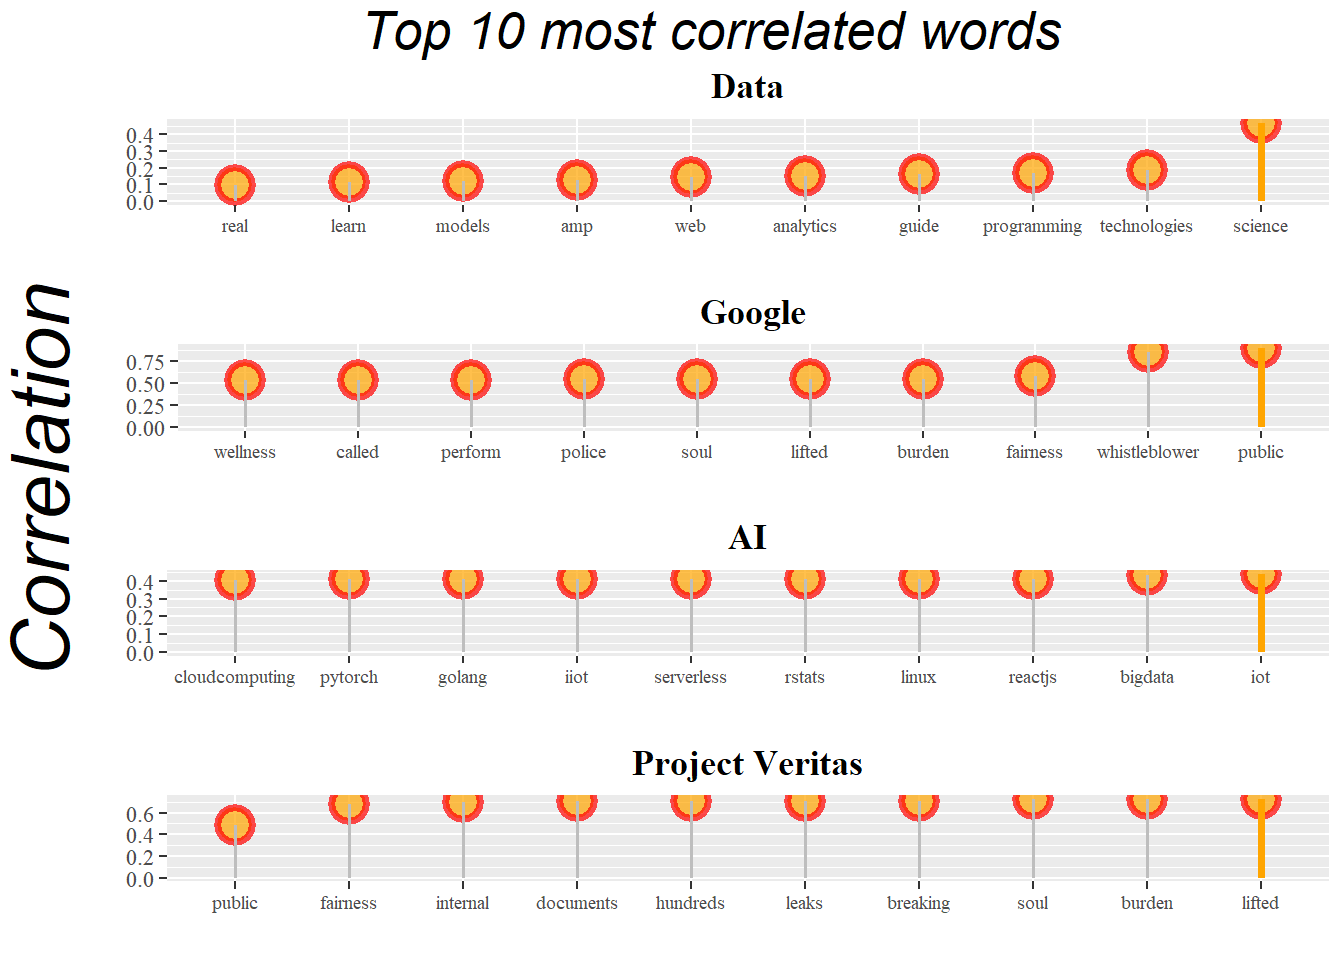 Top 10 most correlated words
Correlation
Data
0.4
0.3
0.2
0.1
0.0
real learn models amp web analytics guide programming technologies science
Google
0.75
0.50
0.25
0.00
wellness called perform police soul lifted burden fairness whistleblower public
AI
0.4
0.3
0.2
0.1
0.0
cloudcomputing pytorch golang iiot serverless rstats linux reactjs bigdata iot
Project Veritas
0.6
0.4
0.2
0.0
public fairness internal documents hundreds leaks breaking soul burden lifted